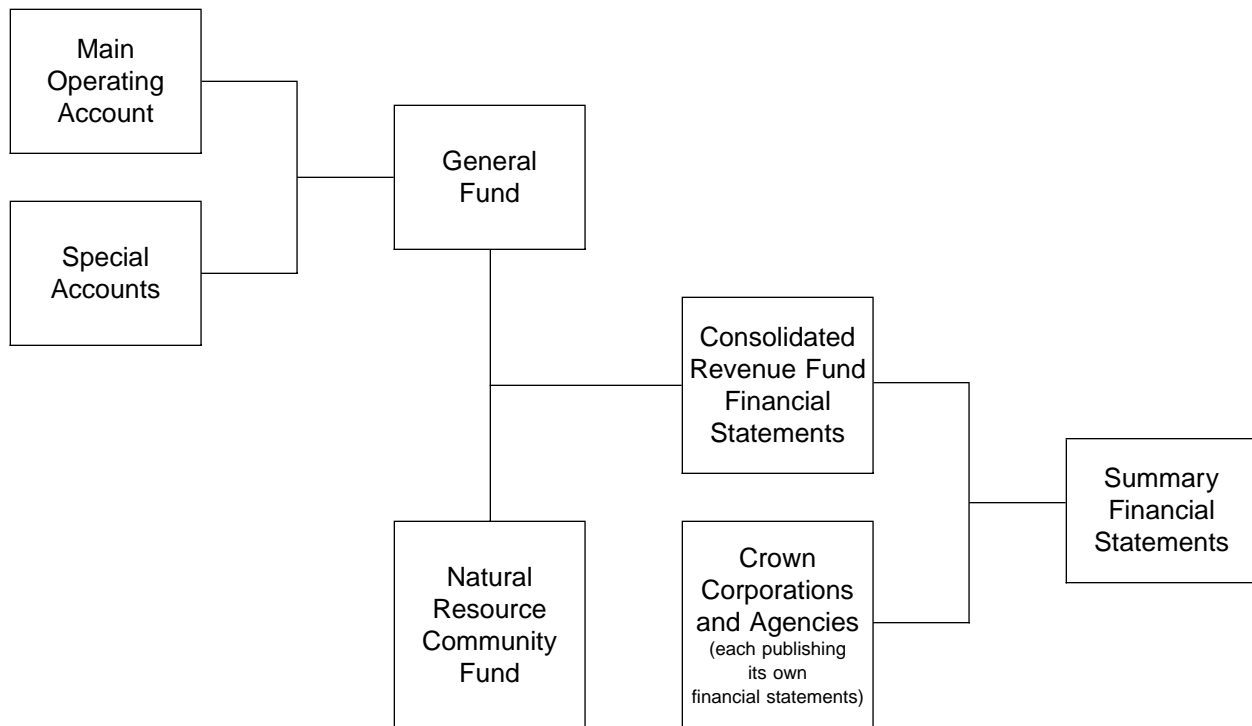 Main
Operating
Account
General
Fund
Special
Accounts
Consolidated
Revenue Fund
Financial
Statements
Summary
Financial
Statements
Natural
Resource
Community
Fund
Crown
Corporations
and Agencies
(each publishing
its own
financial statements)